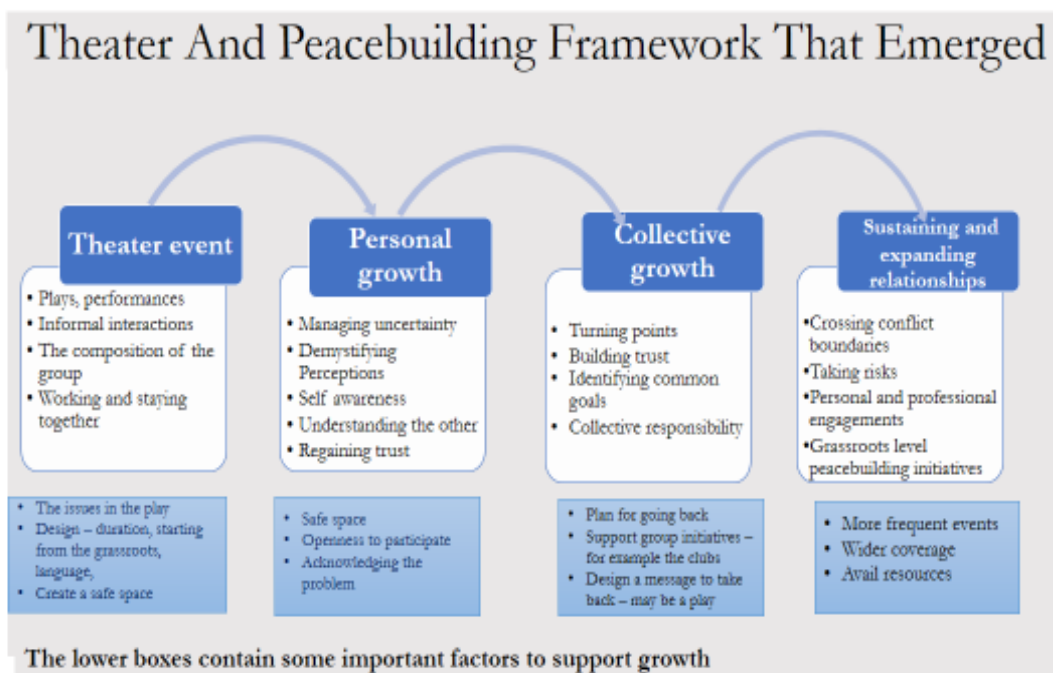 Theater And Peacebuilding Framework That Emerged
Theater event
• Plays, performances
• Informal interactions
• The composition of the
group
• Working and staying
together
• The issues in the play
• Design – duration, starting
from the grassroots,
language,
• Create a safe space
Personal
growth
• Managing uncertainty
• Demystifying
Perceptions
• Self awareness
• Understanding the other
• Regaining trust
• Safe space
• Openness to participate
• Acknowledging the
problem
Collective
growth
• Turning points
• Building trust
• Identifying common
goals
• Collective responsibility
• Plan for going back
• Support group initiatives –
for example the clubs
• Design a message to take
back – may be a play
Sustaining and
expanding
relationships
•Crossing conflict
boundaries
•Taking risks
•Personal and professional
engagements
•Grassroots level
peacebuilding initiatives
• More frequent events
• Wider coverage
• Avail resources
The lower boxes contain some important factors to support growth